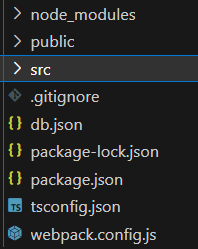 node_modules
public
src
.gitignore
db.json
package-lock.json
package.json
tsconfig.json
webpack.config.js